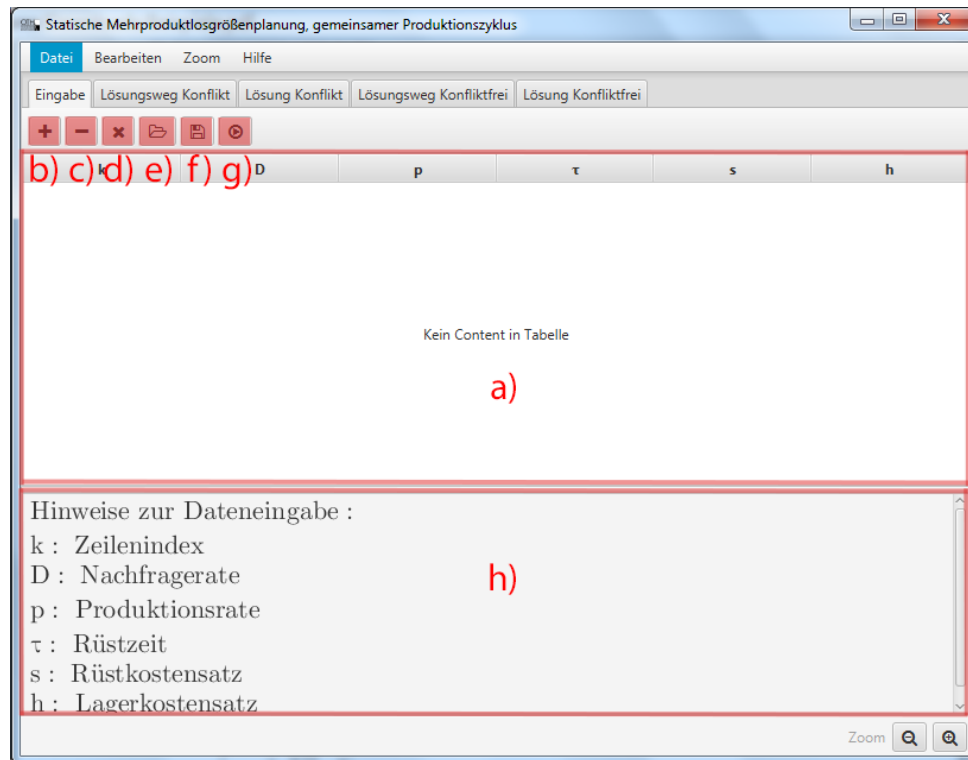 Statische Mehrproduktlosgrößenplanung, gemeinsamer Produktionszyklus
Datei Bearbeiten Zoom Hilfe
Eingabe Lösungsweg Konflikt Lösung Konflikt Lösungsweg Konfliktfrei Lösung Konfliktfrei
b) c) d) e) f) g)
k D p τ s h
Kein Content in Tabelle
a)
Hinweise zur Dateneingabe :
k : Zeilenindex
D : Nachfragerate
h)
p : Produktionsrate
τ : Rüstzeit
s : Rüstkostensatz
h : Lagerkostensatz
Zoom